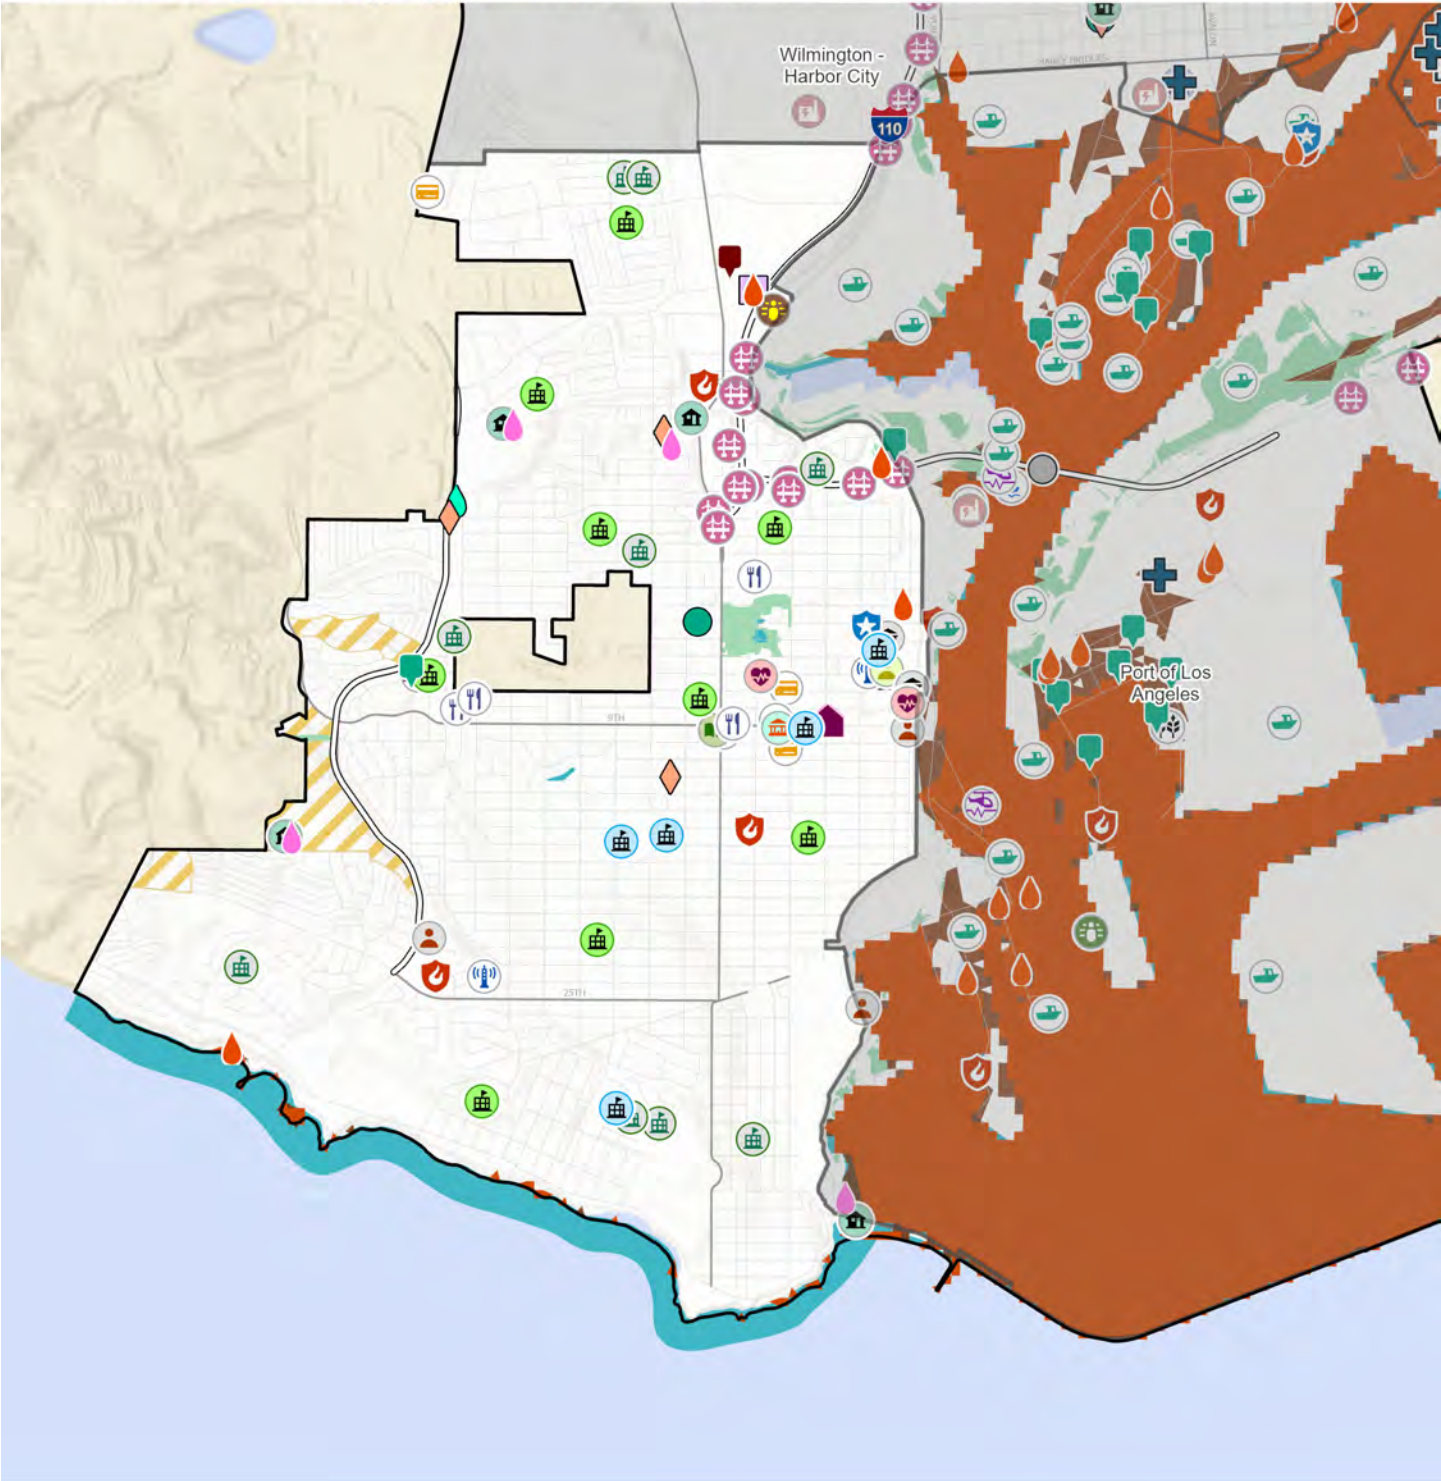 Wilmington -
Harbor City
110
9TH
Port of Los
Angeles
25TH